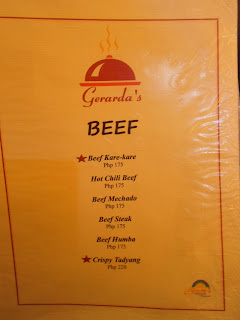 Gerarda's
BEEF
Beef Kare-kare
Php 175
Hot Chili Beef
Php 175
Beef Mechado
Php 175
Beef Steak
Php 175
Beef Humba
Php 175
Crispy Tadyang
Php 226